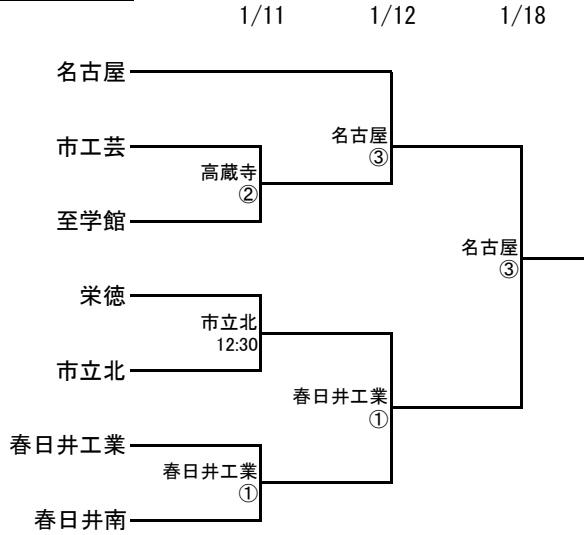 1/11 1/12 1/18
名古屋
名古屋
③
市工芸
高蔵寺
②
至学館
名古屋
③
栄徳
市立北
12:30
市立北
春日井工業
①
春日井工業
春日井工業
①
春日井南